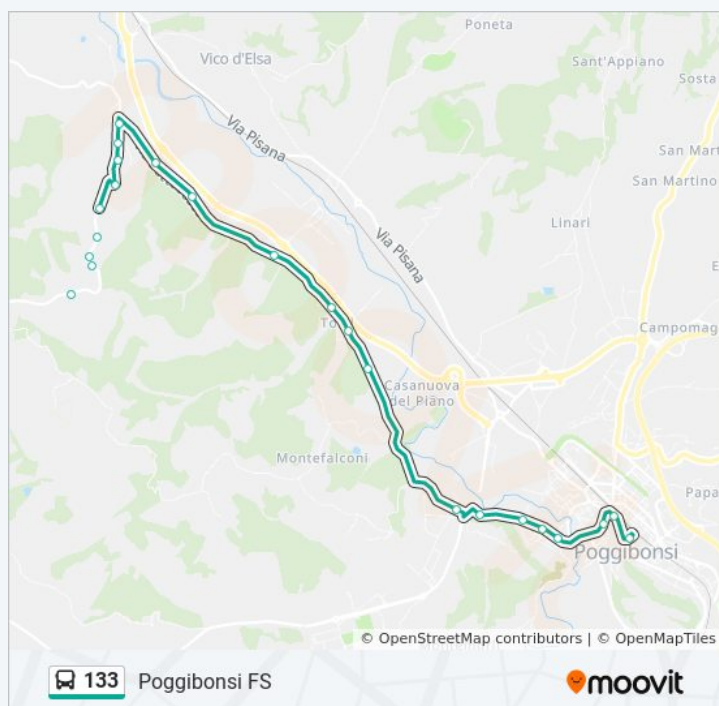 Poneta
Vico d'Elsa
Sant'Appiano
Sosta
Via Pisana
San Mart
San Martino
Linari
Via Pisana
E
Campomag
Casanuova
del Piano
Montefalconi
Papa
Poggibonsi
© OpenStreetMap contributors | © OpenMapTiles
133 Poggibonsi FS moovit